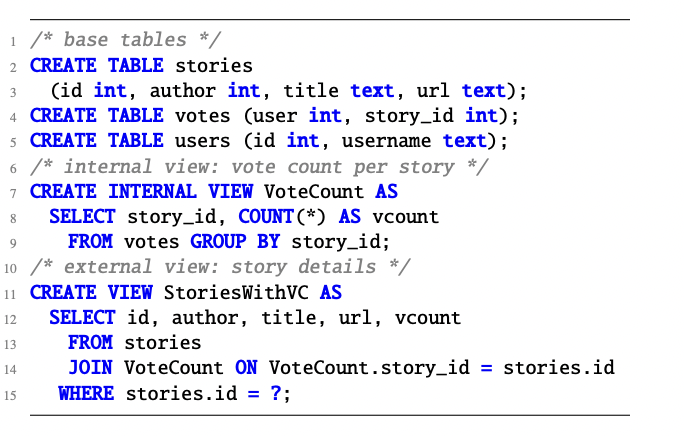 1 /* base tables */
2 CREATE TABLE stories
3 (id int, author int, title text, url text);
4 CREATE TABLE votes (user int, story_id int);
5 CREATE TABLE users (id int, username text);
6 /* internal view: vote count per story */
7 CREATE INTERNAL VIEW VoteCount AS
8 SELECT story_id, COUNT(*) AS vcount
9 FROM votes GROUP BY story_id;
10 /* external view: story details */
11 CREATE VIEW StoriesWithVC AS
12 SELECT id, author, title, url, vcount
13 FROM stories
14 JOIN VoteCount ON VoteCount.story_id = stories.id
15 WHERE stories.id = ?;